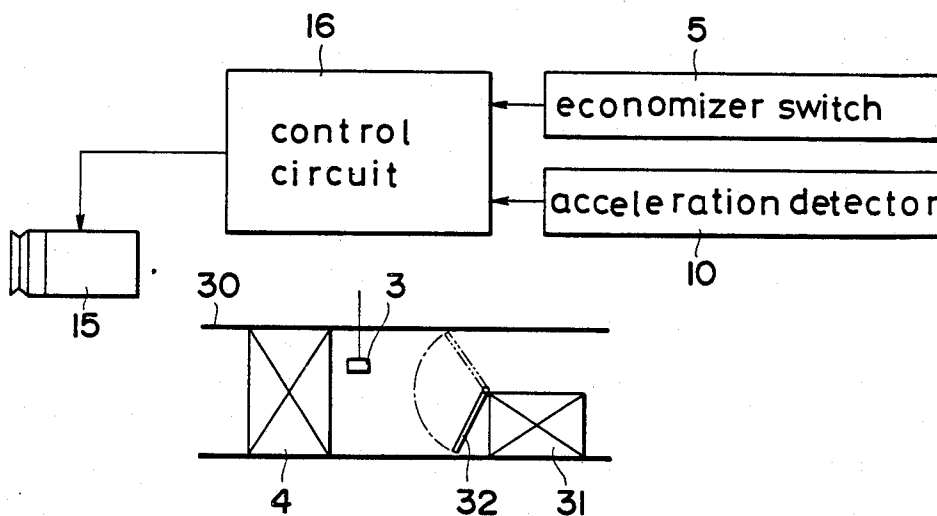 16
5
economizer switch
control
circuit
acceleration detector
10
15
30
3
4
32
31